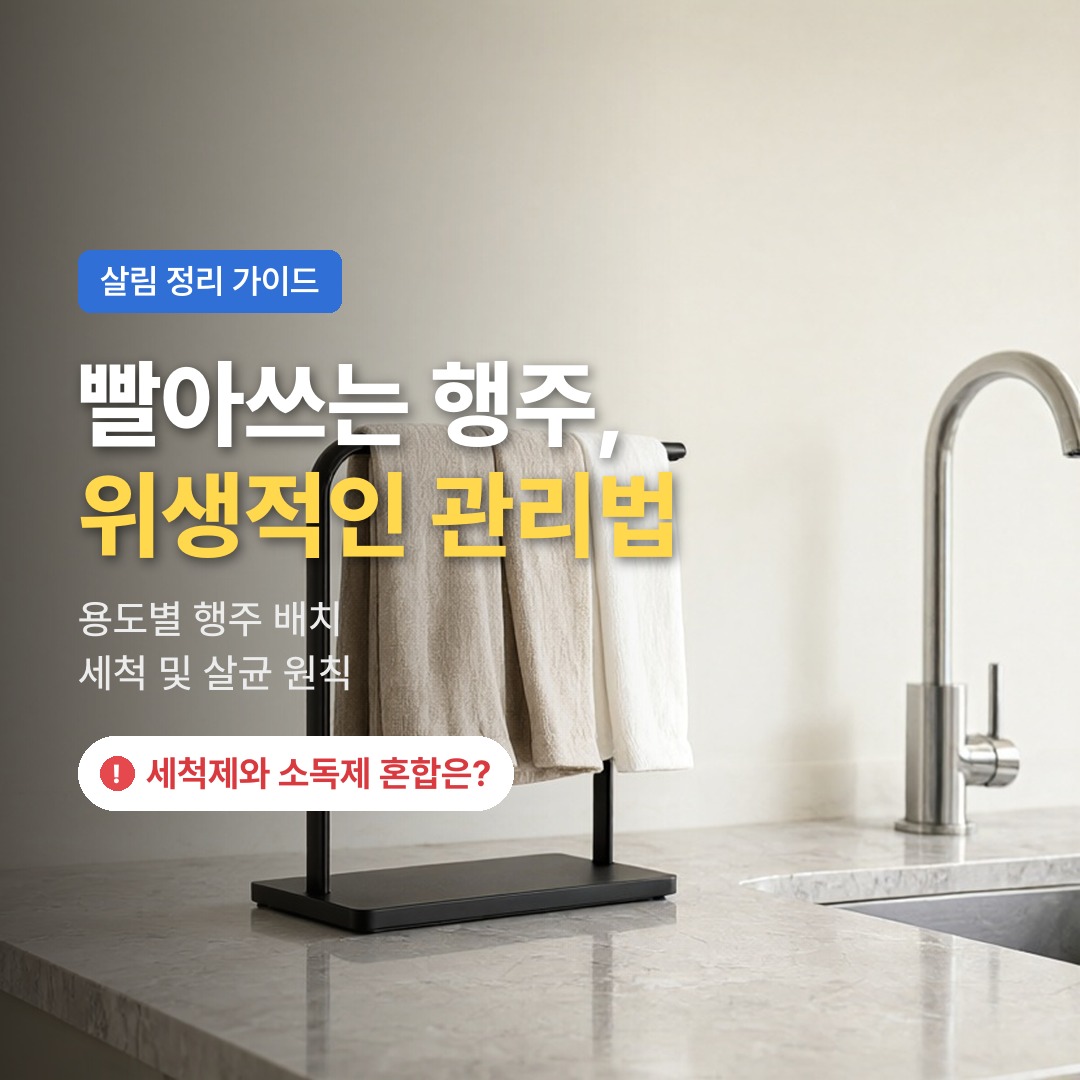 살림 정리 가이드
빨아쓰는 행주,
위생적인 관리법
용도별 행주 배치
세척 및 살균 원칙
! 세척제와 소독제 혼합은?